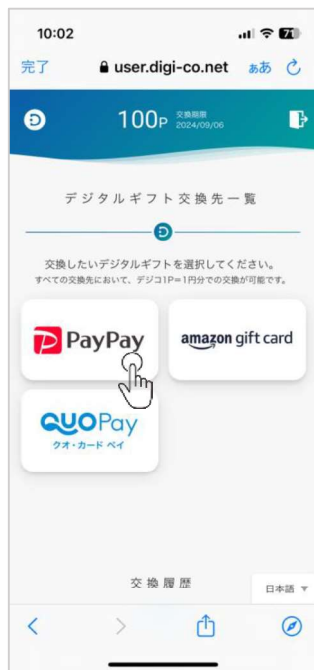 10:02
71
完了
user.digi-co.net
ああ
100P
交換期限
2024/09/06
デジタルギフト交換先一覧
交換したいデジタルギフトを選択してください。
すべての交換先において、デジコ1P=1円分での交換が可能です。
PayPay
amazon gift card
QUOPay
クオ・カード ペイ
交換履歴
日本語